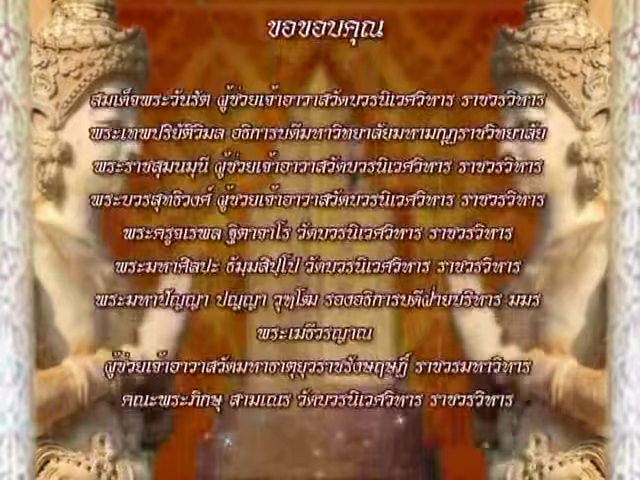 ขอขอบคุณ
สมเด็จพระวันรัต ผู้ช่วยเจ้าอาวาสวัดบวรนิเวศวิหาร ราชวรวิหาร
พระเทพปริยัติวิมล อธิการบดีมหาวิทยาลัยมหามกุฏราชวิทยาลัย
พระราชสุมนมุนี ผู้ช่วยเจ้าอาวาสวัดบวรนิเวศวิหาร ราชวรวิหาร
พระบวรสุทธิวงศ์ ผู้ช่วยเจ้าอาวาสวัดบวรนิเวศวิหาร ราชวรวิหาร
พระครูจเรพล ฐิตาจาโร วัดบวรนิเวศวิหาร ราชวรวิหาร
พระมหาศิลปะ ธัมฺมสิปฺโป วัดบวรนิเวศวิหาร ราชวรวิหาร
พระมหาปัญญา ปญฺญา วุฑฺโฒ รองอธิการบดีฝ่ายบริหาร มมร
พระเมธีวรญาณ
ผู้ช่วยเจ้าอาวาสวัดมหาธาตุยุวราชรังษฤษฎิ์ ราชวรมหาวิหาร
คณะพระภิกษุ สามเณร วัดบวรนิเวศวิหาร ราชวรวิหาร